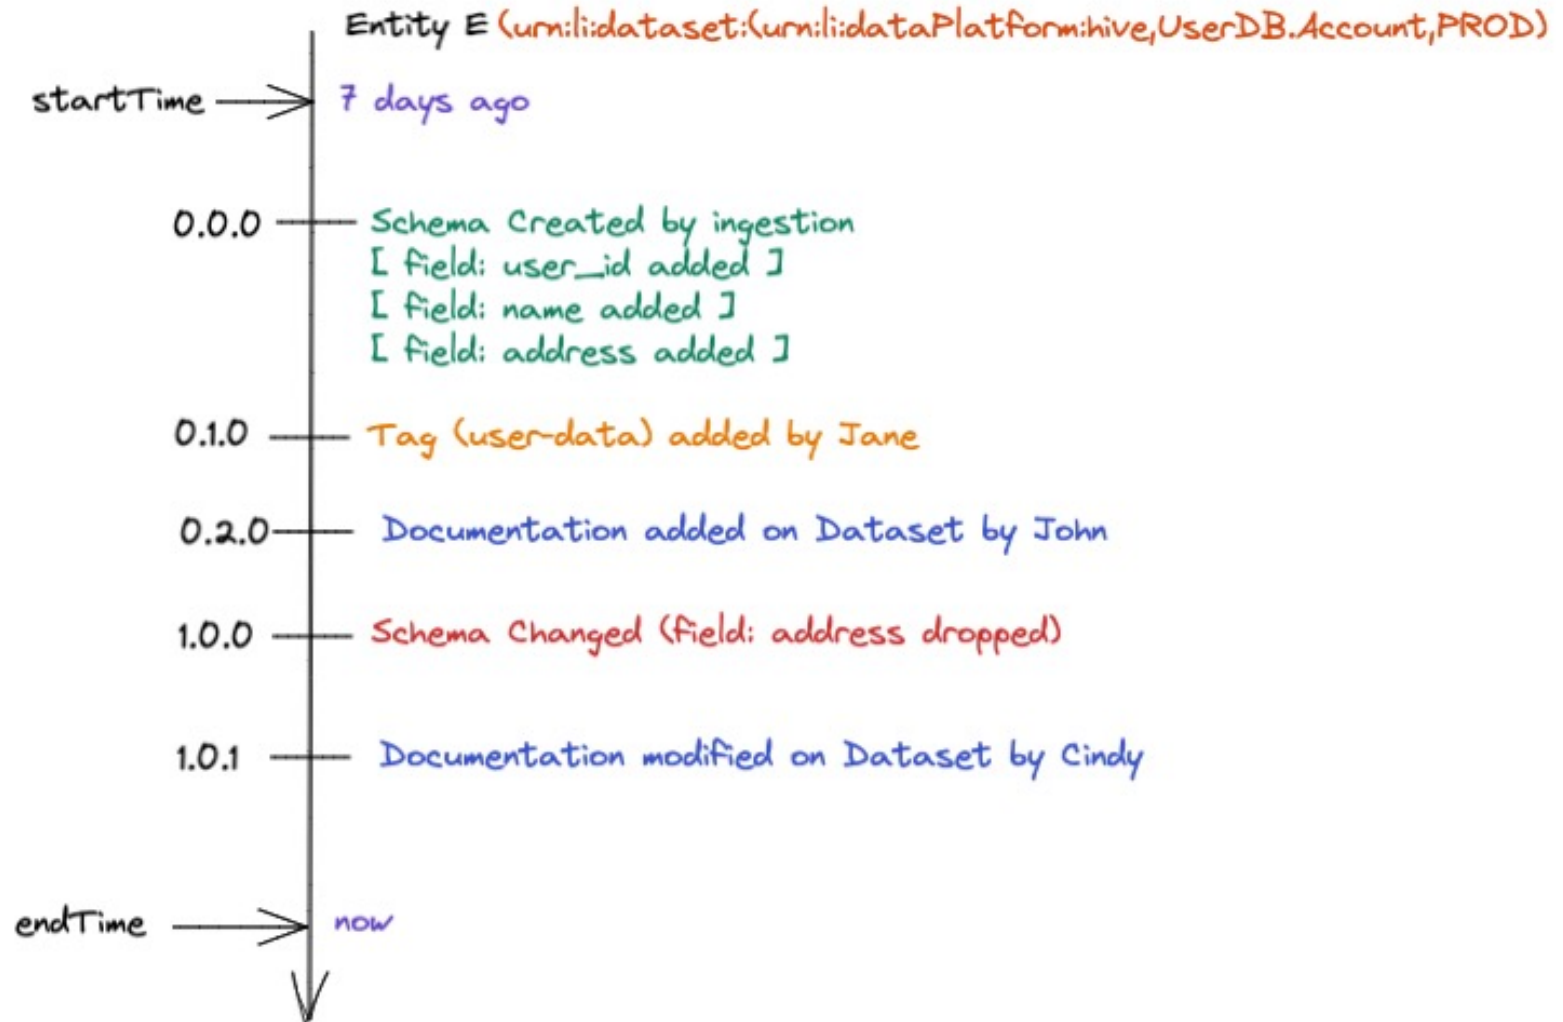 Entity E (urn:li:dataset:(urn:li:dataPlatform:hive,UserDB.Account,PROD)
startTime 7 days ago
0.0.0 Schema Created by ingestion
[ field: user_id added ]
[ field: name added ]
[ field: address added ]
0.1.0 Tag (user-data) added by Jane
0.2.0 Documentation added on Dataset by John
1.0.0 Schema Changed (field: address dropped)
1.0.1 Documentation modified on Dataset by Cindy
endTime now